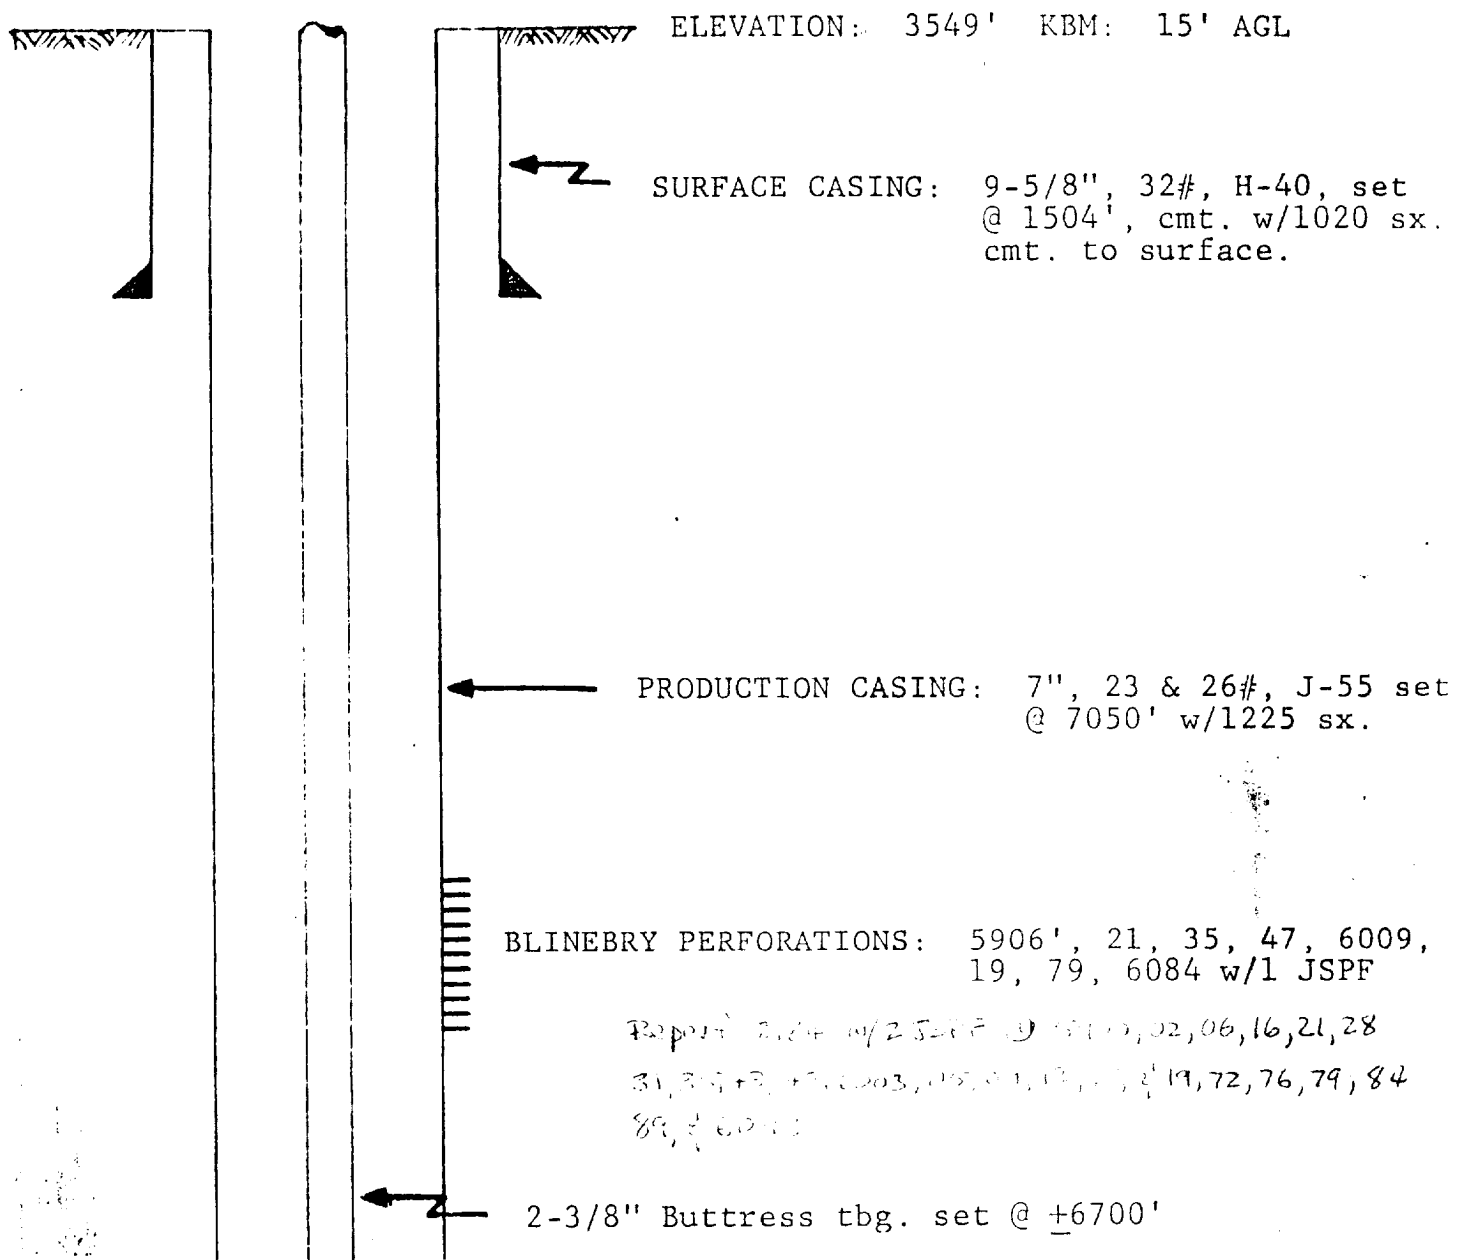 ELEVATION: 3549' KBM: 15' AGL
SURFACE CASING: 9-5/8", 32#, H-40, set
@ 1504', cmt. w/1020 sx.
cmt. to surface.
PRODUCTION CASING: 7", 23 & 26#, J-55 set
@ 7050' w/1225 sx.
BLINEBRY PERFORATIONS: 5906', 21, 35, 47, 6009,
19, 79, 6084 w/1 JSPF
02,06,16,21,28
31, 19,72,76,79,84
89,
2-3/8" Buttress tbg. set @ ±6700'